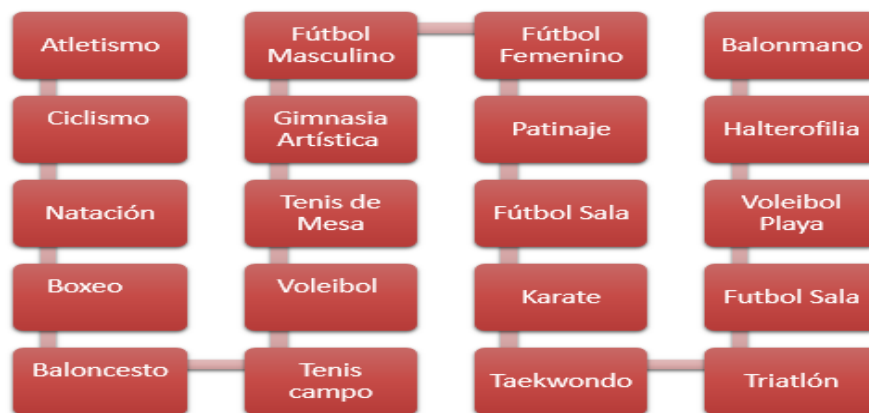 Atletismo
Ciclismo
Natación
Boxeo
Baloncesto
Tenis
campo
Voleibol
Tenis de
Mesa
Gimnasia
Artística
Fútbol
Masculino
Fútbol
Femenino
Patinaje
Fútbol Sala
Karate
Taekwondo
Triatlón
Futbol Sala
Voleibol
Playa
Halterofilia
Balonmano